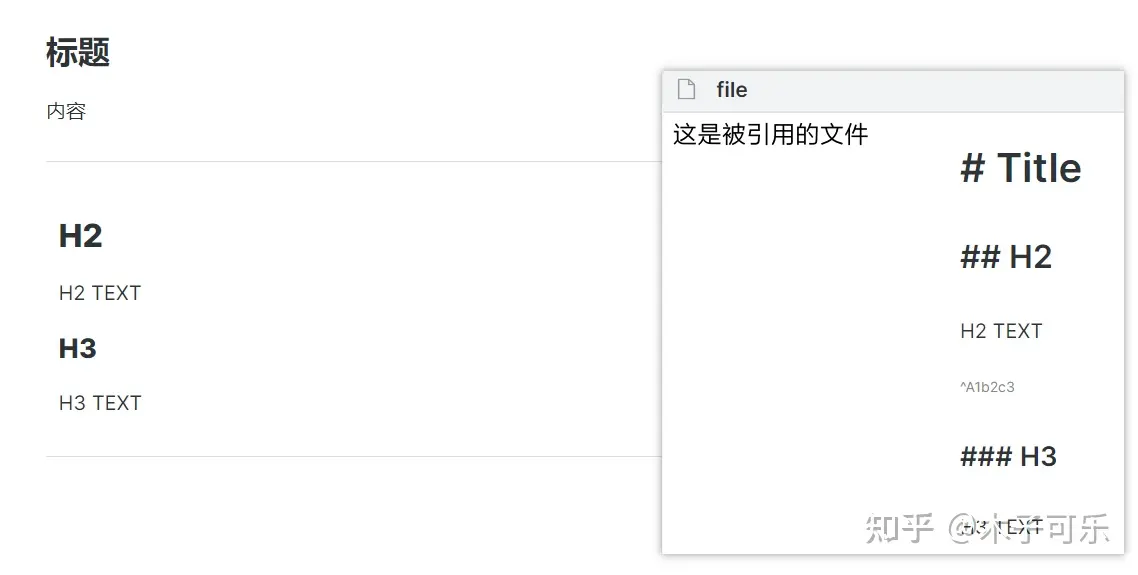 标题
内容
H2
H2 TEXT
H3
H3 TEXT
file
这是被引用的文件
# Title
## H2
H2 TEXT
^A1b2c3
### H3
H3 TEXT
知乎 @木子可乐